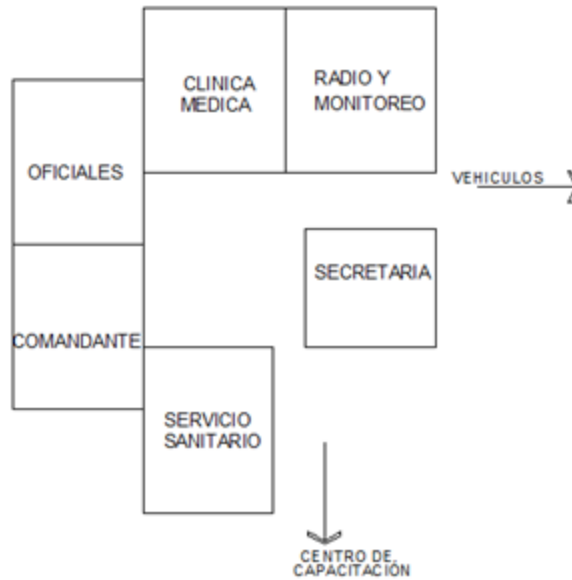 CLINICA
MEDICA
RADIO Y
MONITOREO
OFICIALES
VEHICULOS
SECRETARIA
COMANDANTE
SERVICIO
SANITARIO
CENTRO DE
CAPACITACIÓN